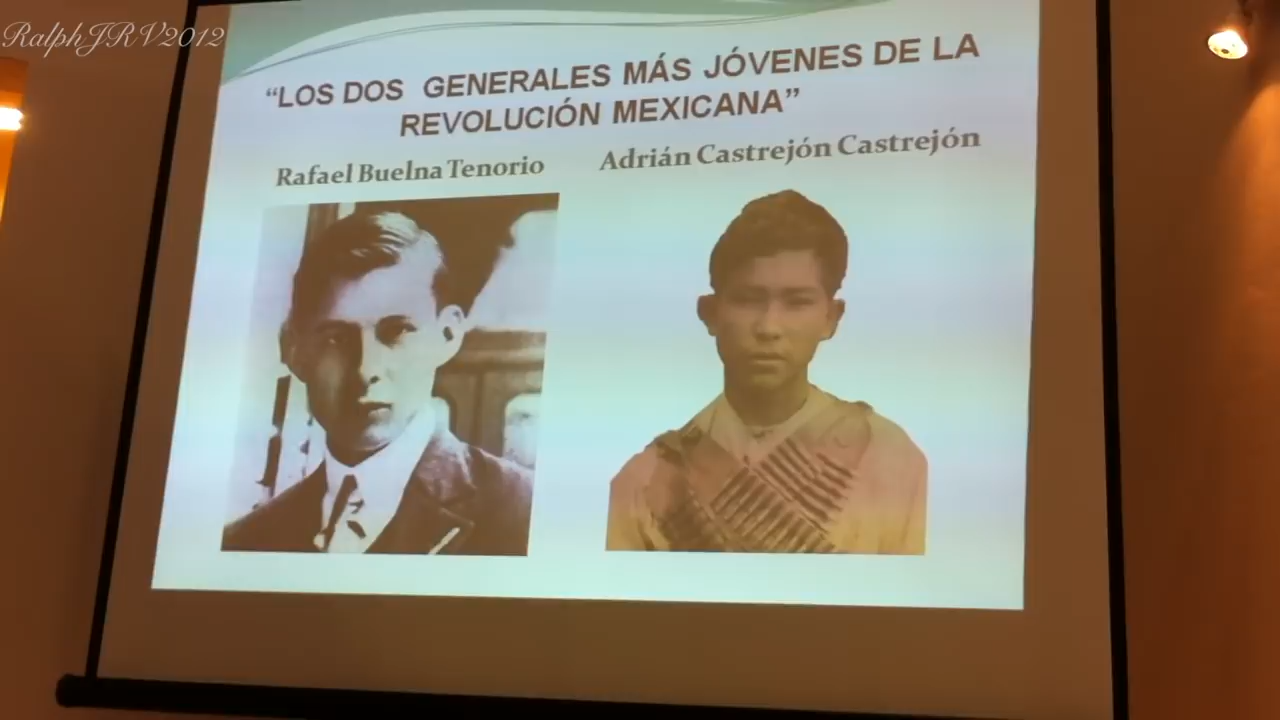 RalphJRV2012
“LOS DOS GENERALES MÁS JÓVENES DE LA
REVOLUCIÓN MEXICANA”
Rafael Buelna Tenorio
Adrián Castrejón Castrejón